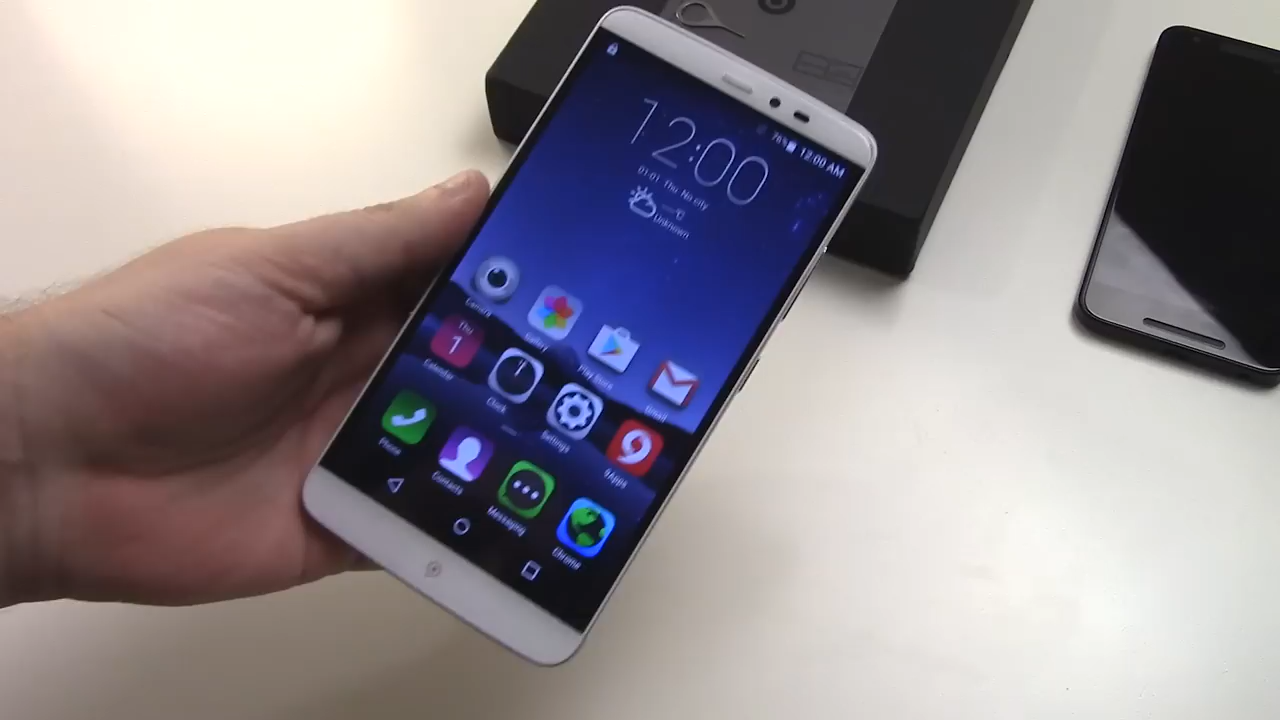 76% 12:00 AM
12:00
01-01 Thu No city
--- °C
Unknown
Camera
Gallery
Play Store
Gmail
Thu
1
Calendar
Clock
Settings
9Apps
Phone
Contacts
Messaging
Chrome